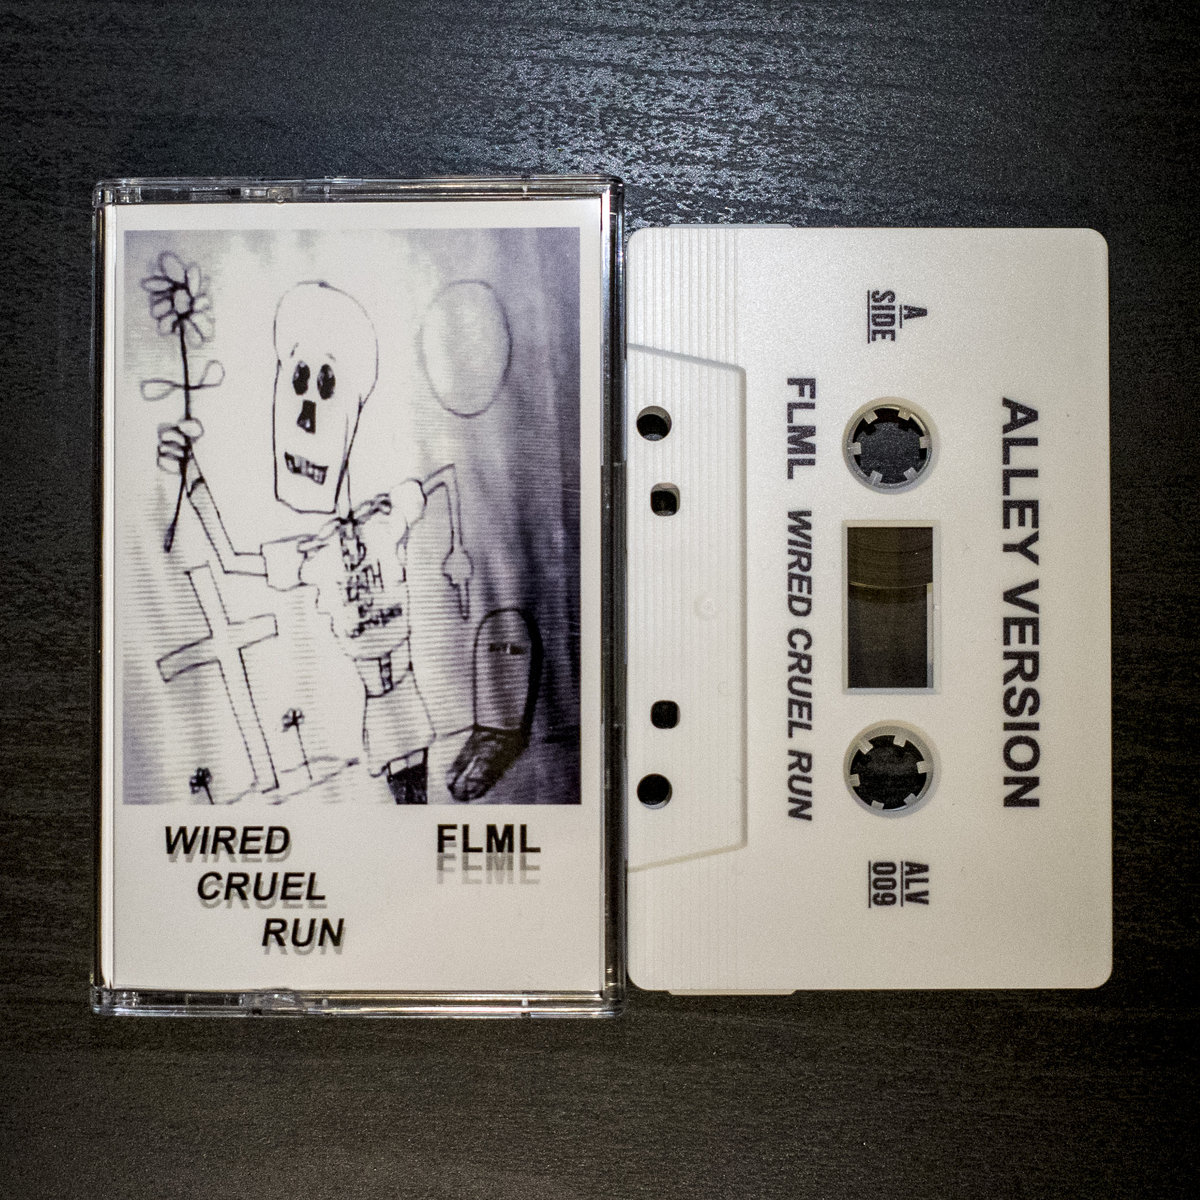 WIRED
CRUEL
RUN
FLML
ALLEY VERSION
A
SIDE
ALV
009
FLML WIRED CRUEL RUN